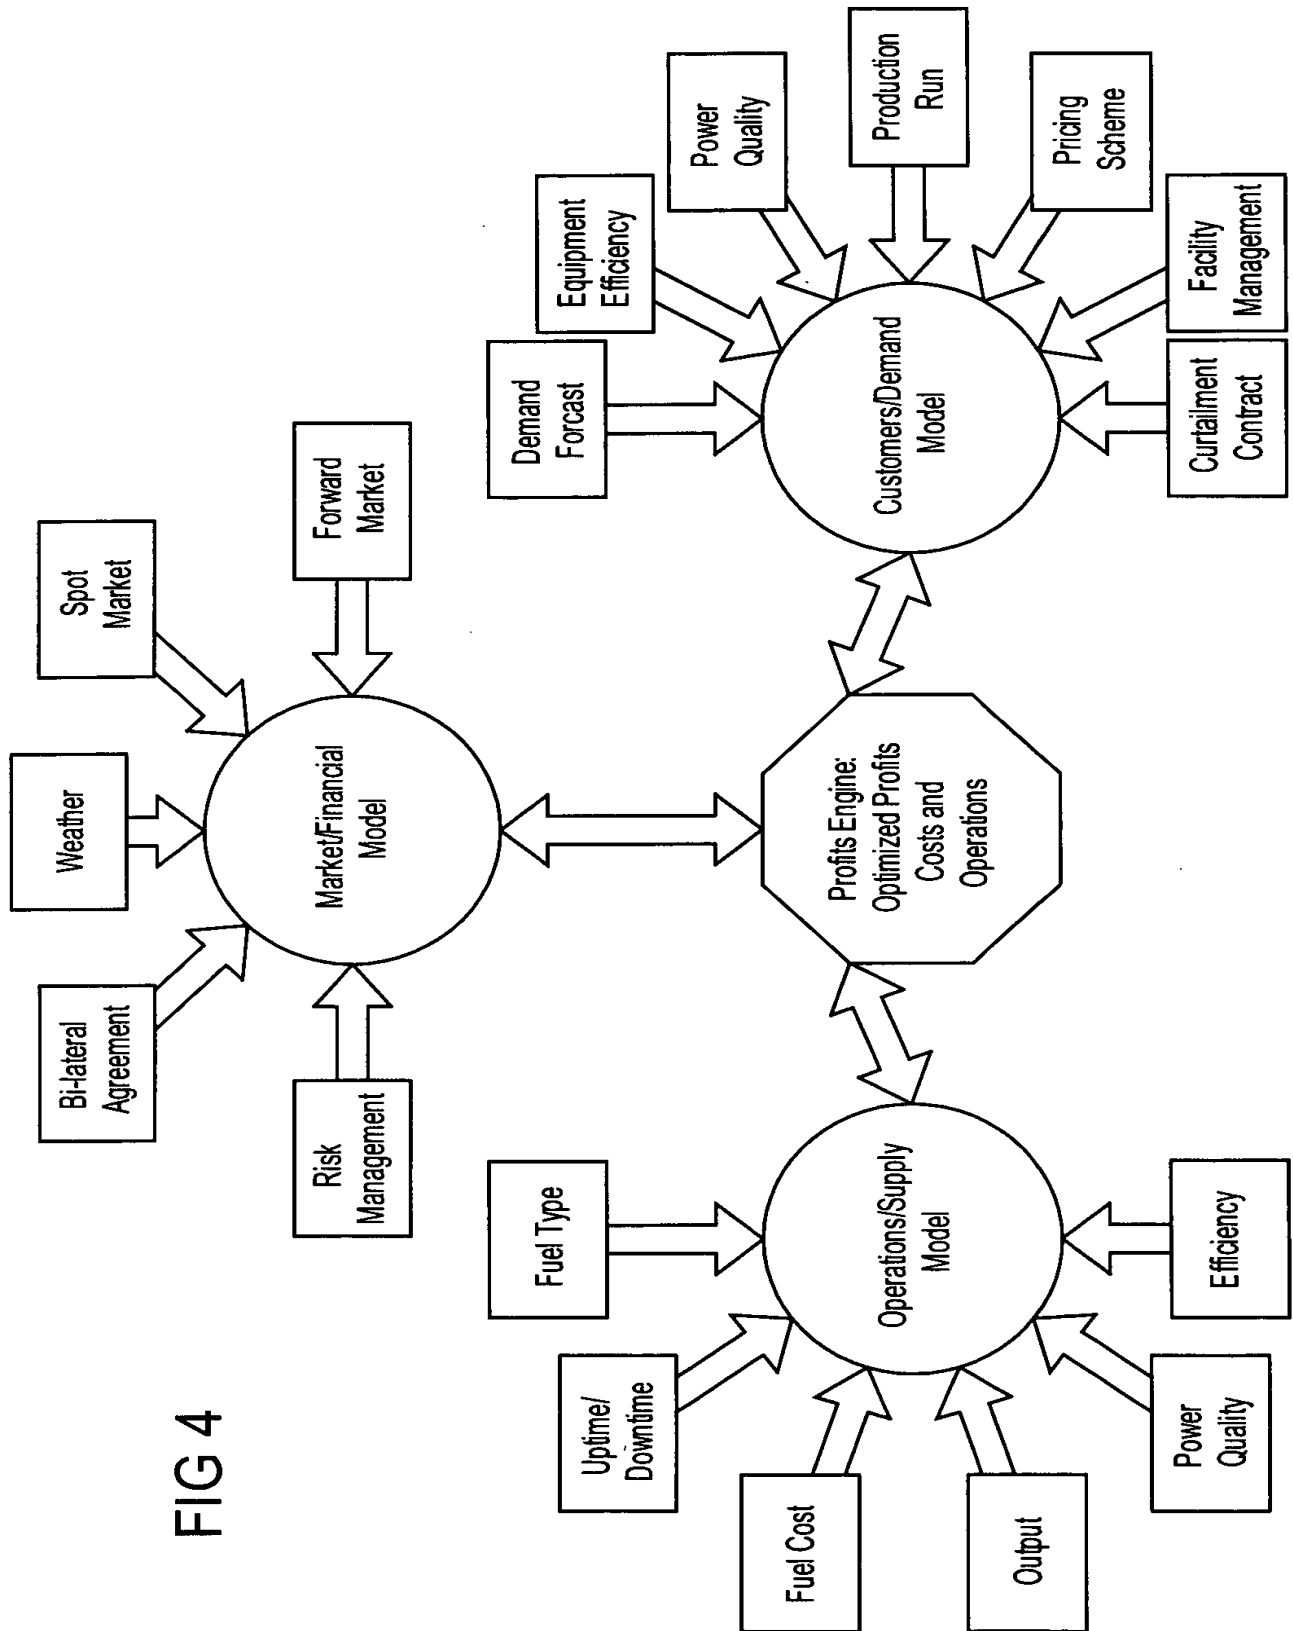 FIG 4
Bi-lateral
Agreement
Weather
Spot
Market
Risk
Management
Market/Financial
Model
Forward
Market
Fuel Type
Uptime/
Downtime
Fuel Cost
Output
Power
Quality
Efficiency
Operations/Supply
Model
Profits Engine:
Optimized Profits
Costs and
Operations
Demand
Forcast
Equipment
Efficiency
Power
Quality
Production
Run
Pricing
Scheme
Facility
Management
Curtailment
Contract
Customers/Demand
Model